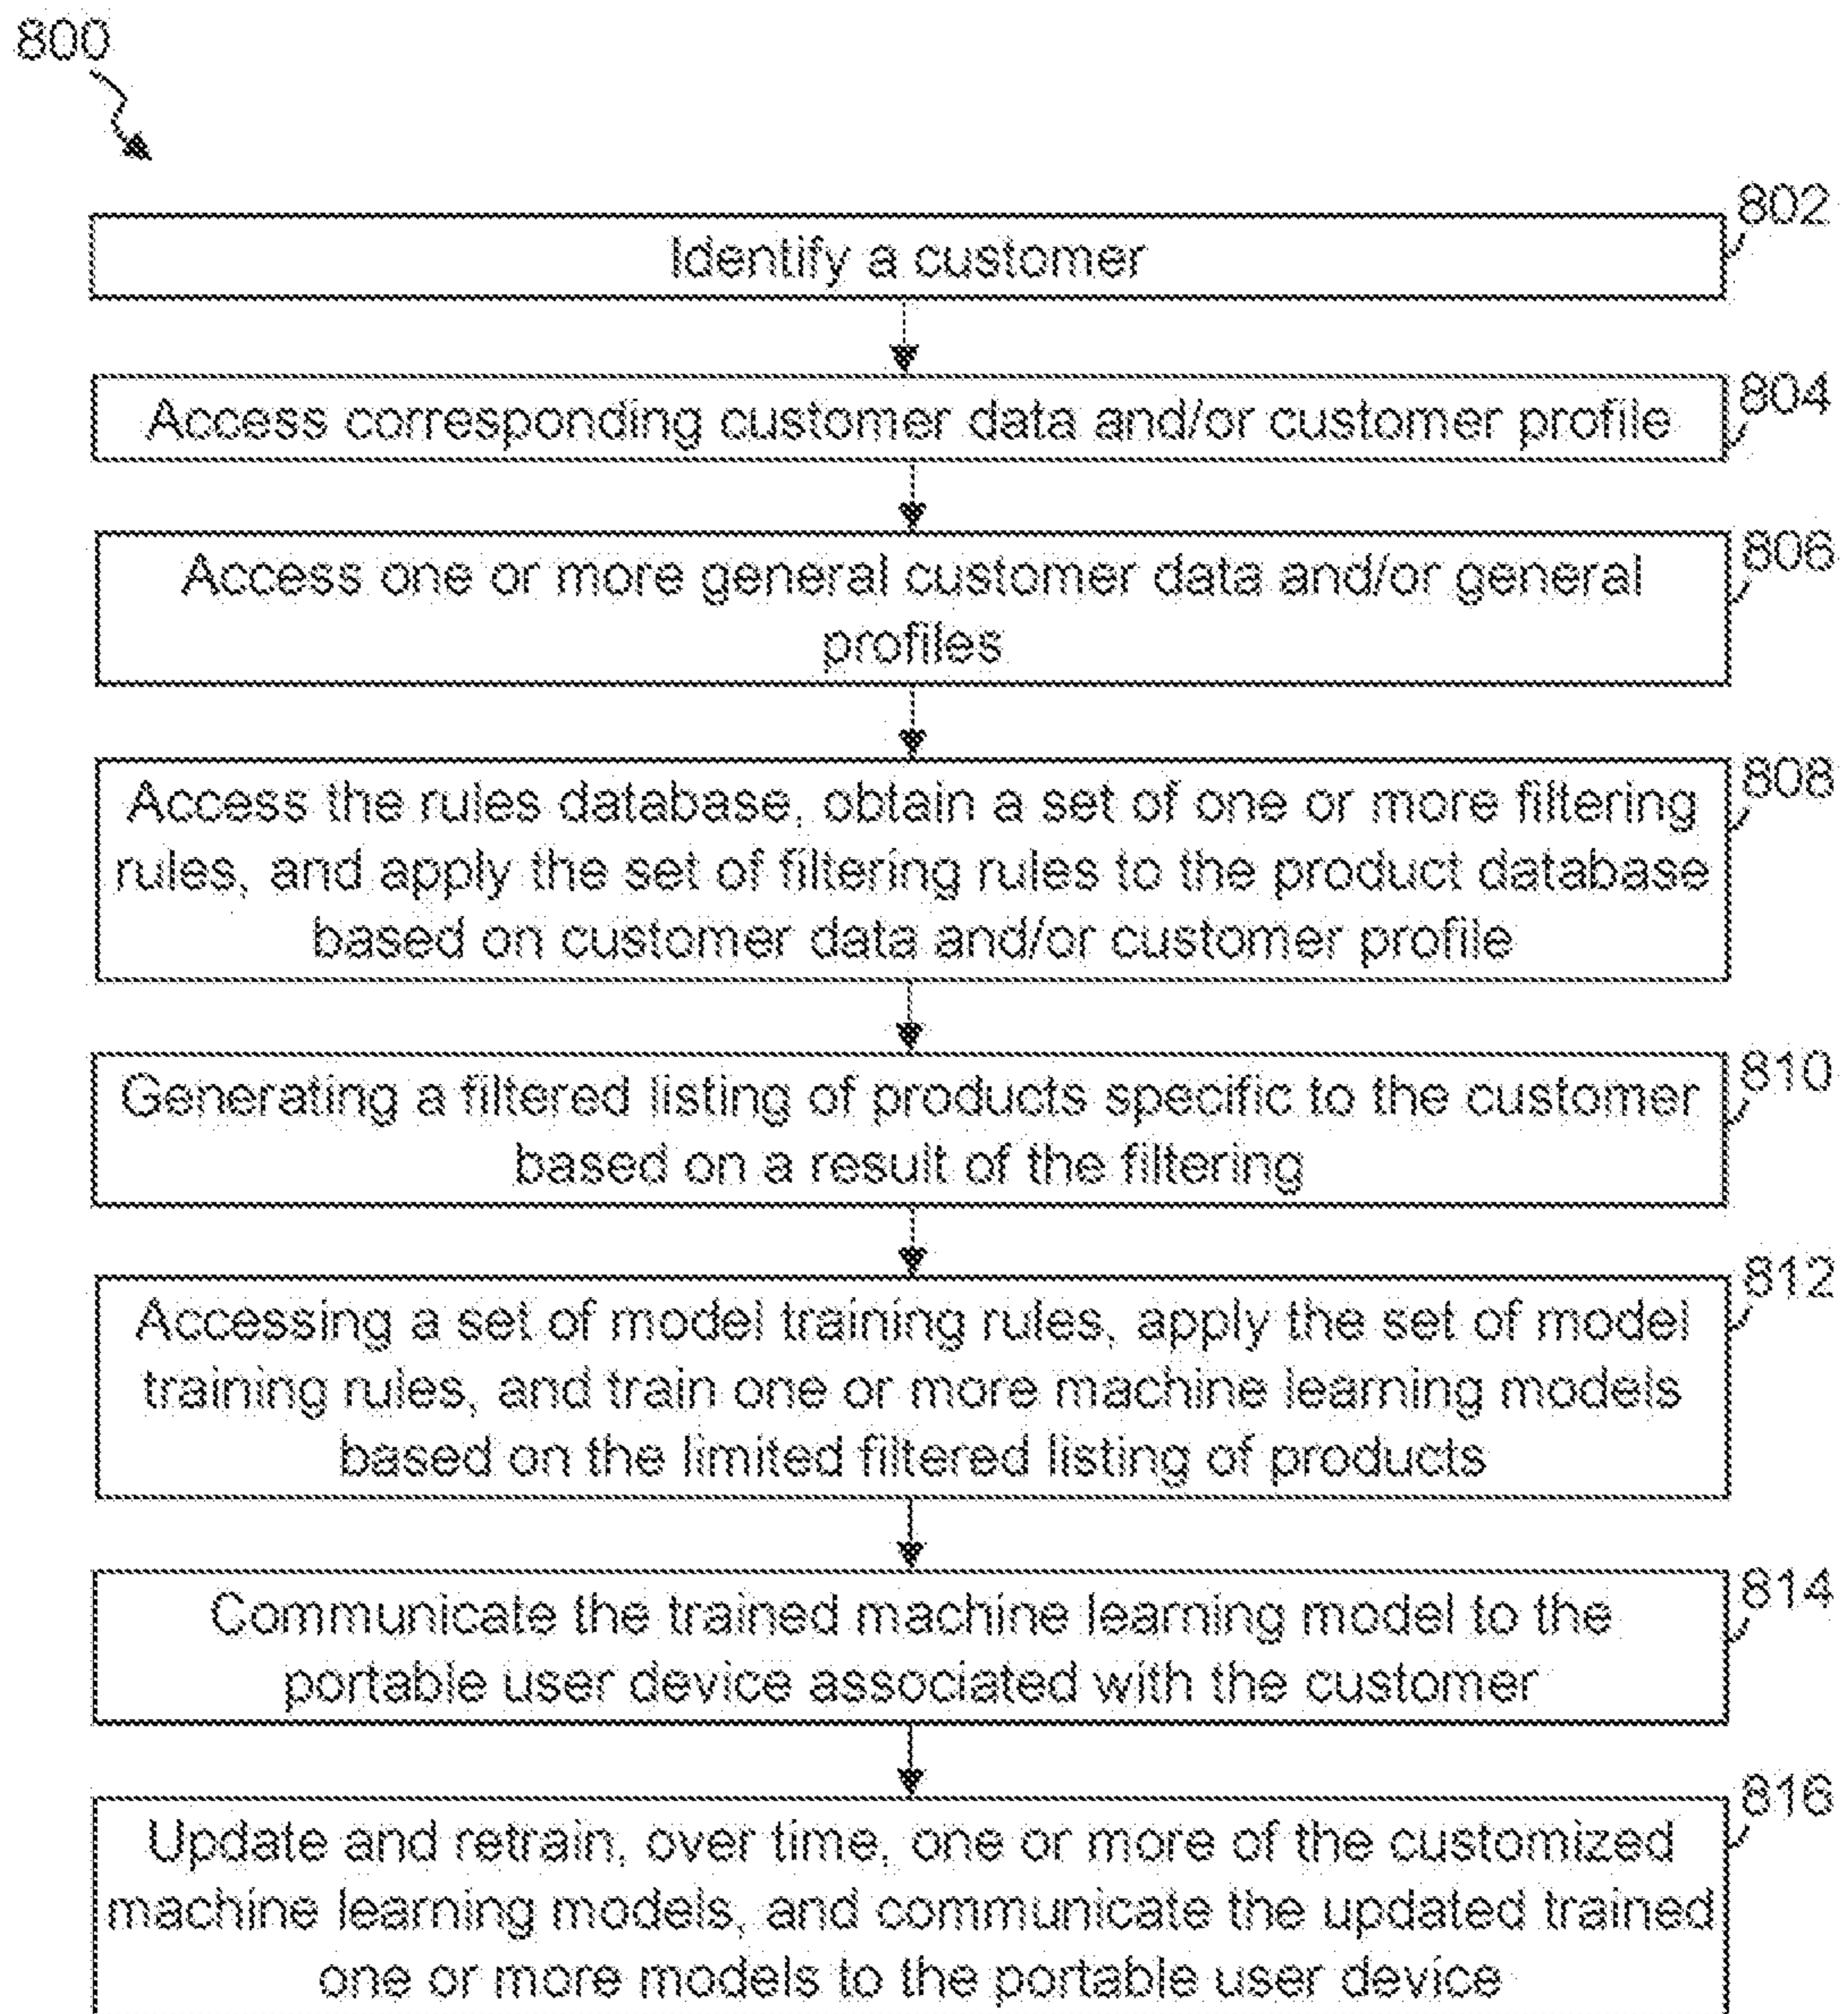 800
802
Identify a customer
804
Access corresponding customer data and/or customer profile
806
Access one or more general customer data and/or general
profiles
808
Access the rules database, obtain a set of one or more filtering
rules, and apply the set of filtering rules to the product database
based on customer data and/or customer profile
810
Generating a filtered listing of products specific to the customer
based on a result of the filtering
812
Accessing a set of model training rules, apply the set of model
training rules, and train one or more machine learning models
based on the limited filtered listing of products
814
Communicate the trained machine learning model to the
portable user device associated with the customer
816
Update and retrain, over time, one or more of the customized
machine learning models, and communicate the updated trained
one or more models to the portable user device